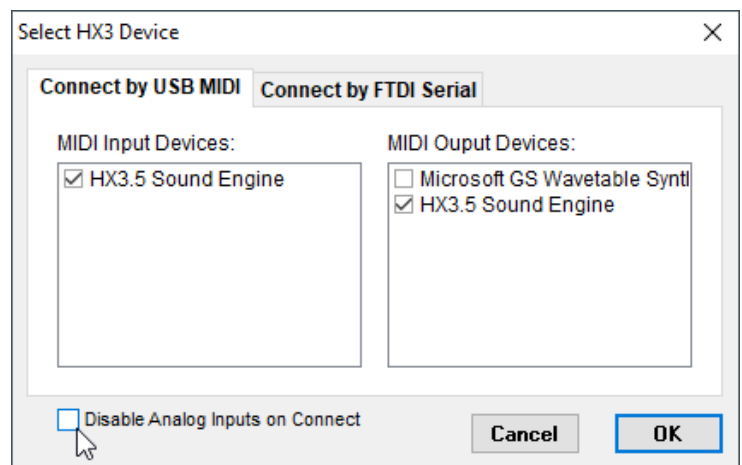 Select HX3 Device
Connect by USB MIDI
Connect by FTDI Serial
MIDI Input Devices:
MIDI Ouput Devices:
HX3.5 Sound Engine
Microsoft GS Wavetable Syntl
HX3.5 Sound Engine
Disable Analog Inputs on Connect
Cancel
OK